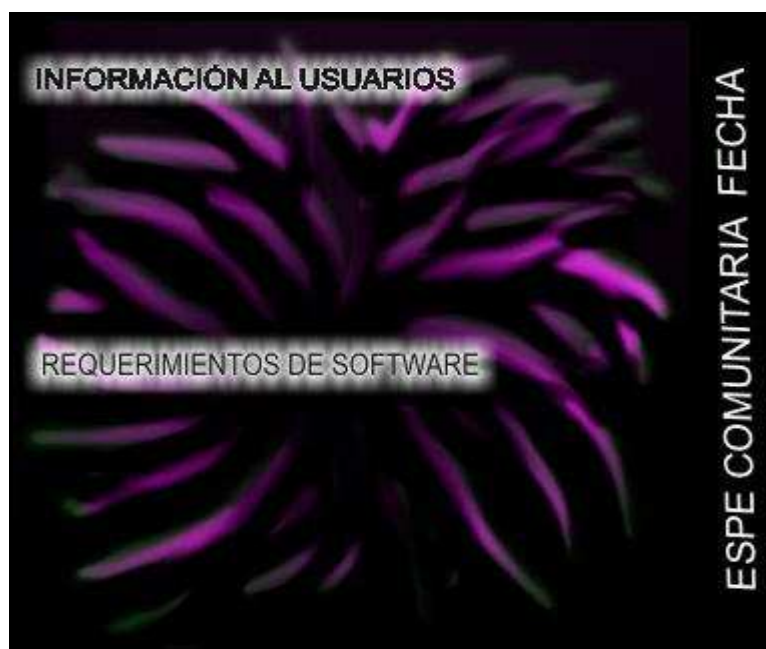 INFORMACIÓN AL USUARIOS
REQUERIMIENTOS DE SOFTWARE
ESPE COMUNITARIA FECHA